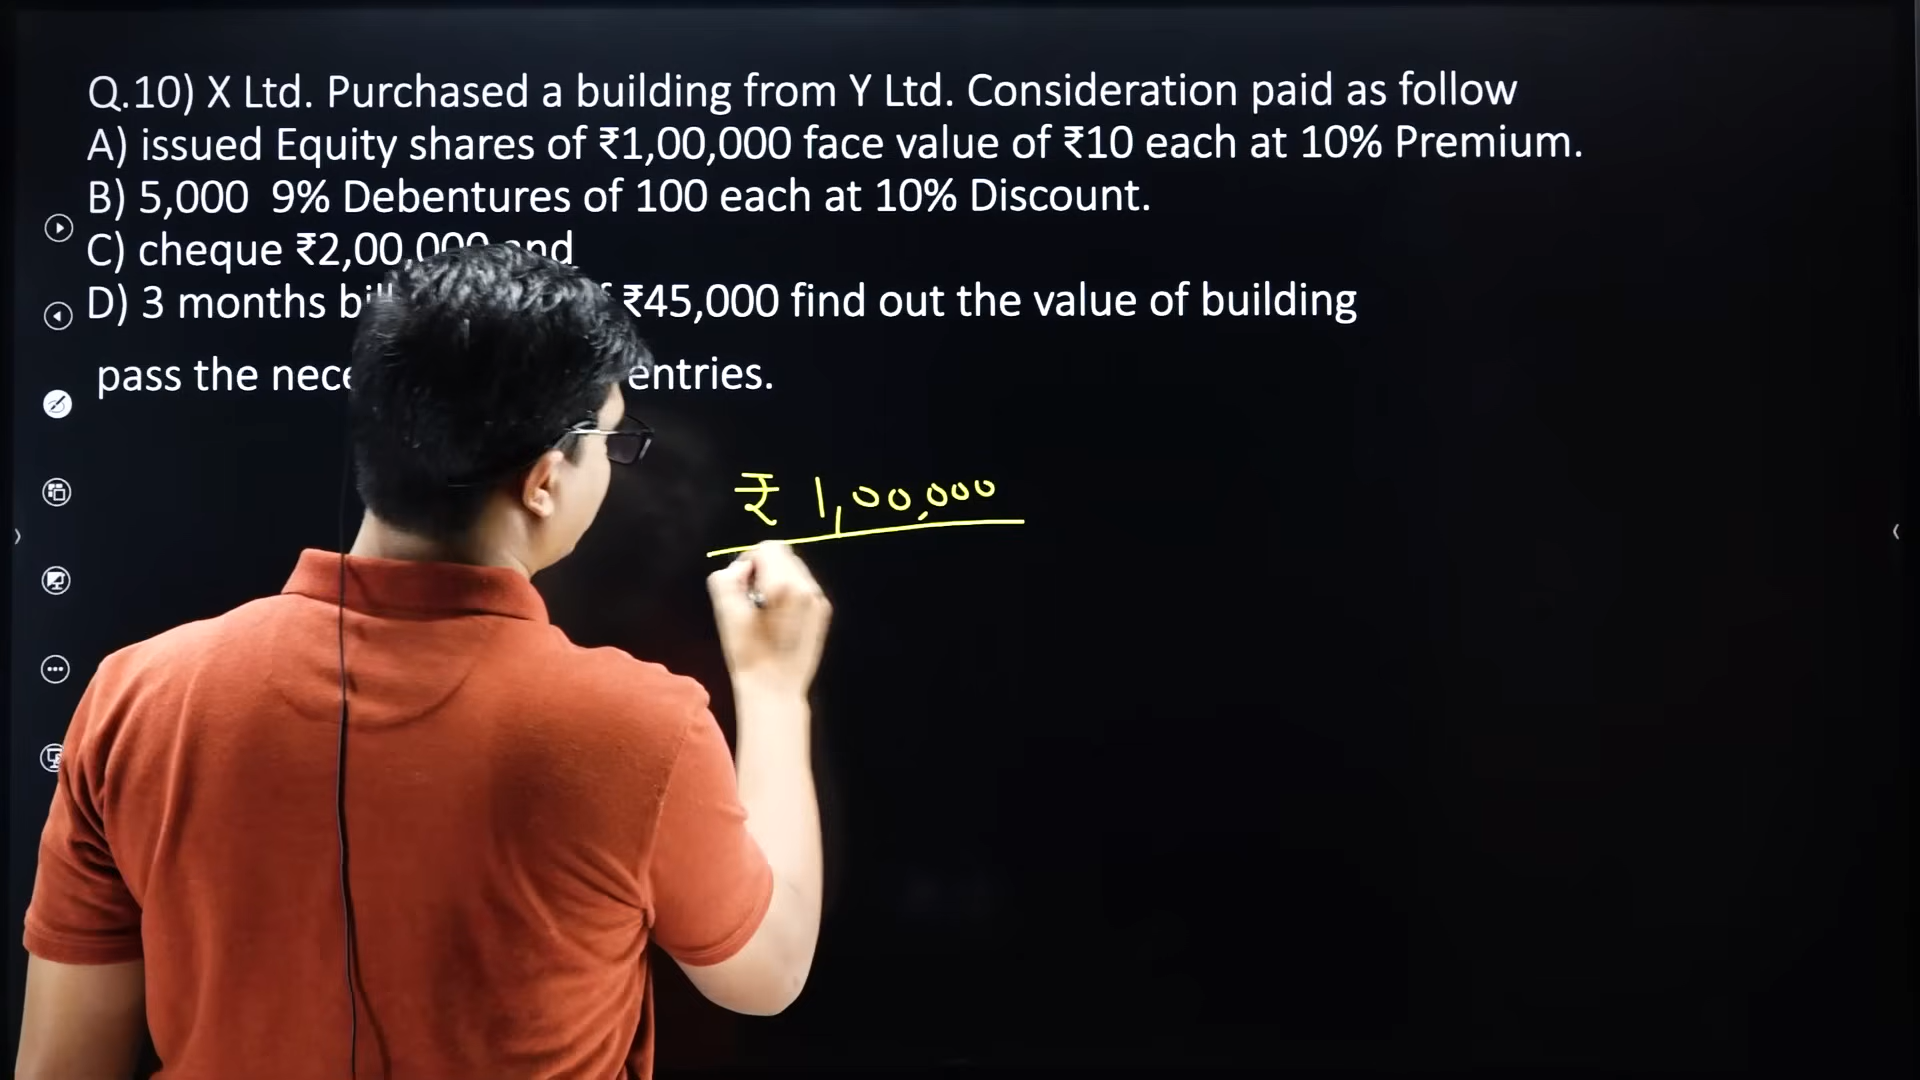 Q.10) X Ltd. Purchased a building from Y Ltd. Consideration paid as follow
A) issued Equity shares of ₹1,00,000 face value of ₹10 each at 10% Premium.
B) 5,000 9% Debentures of 100 each at 10% Discount.
C) cheque ₹2,00,000 and
D) 3 months ₹45,000 find out the value of building
pass the entries.
₹ 1,00,000